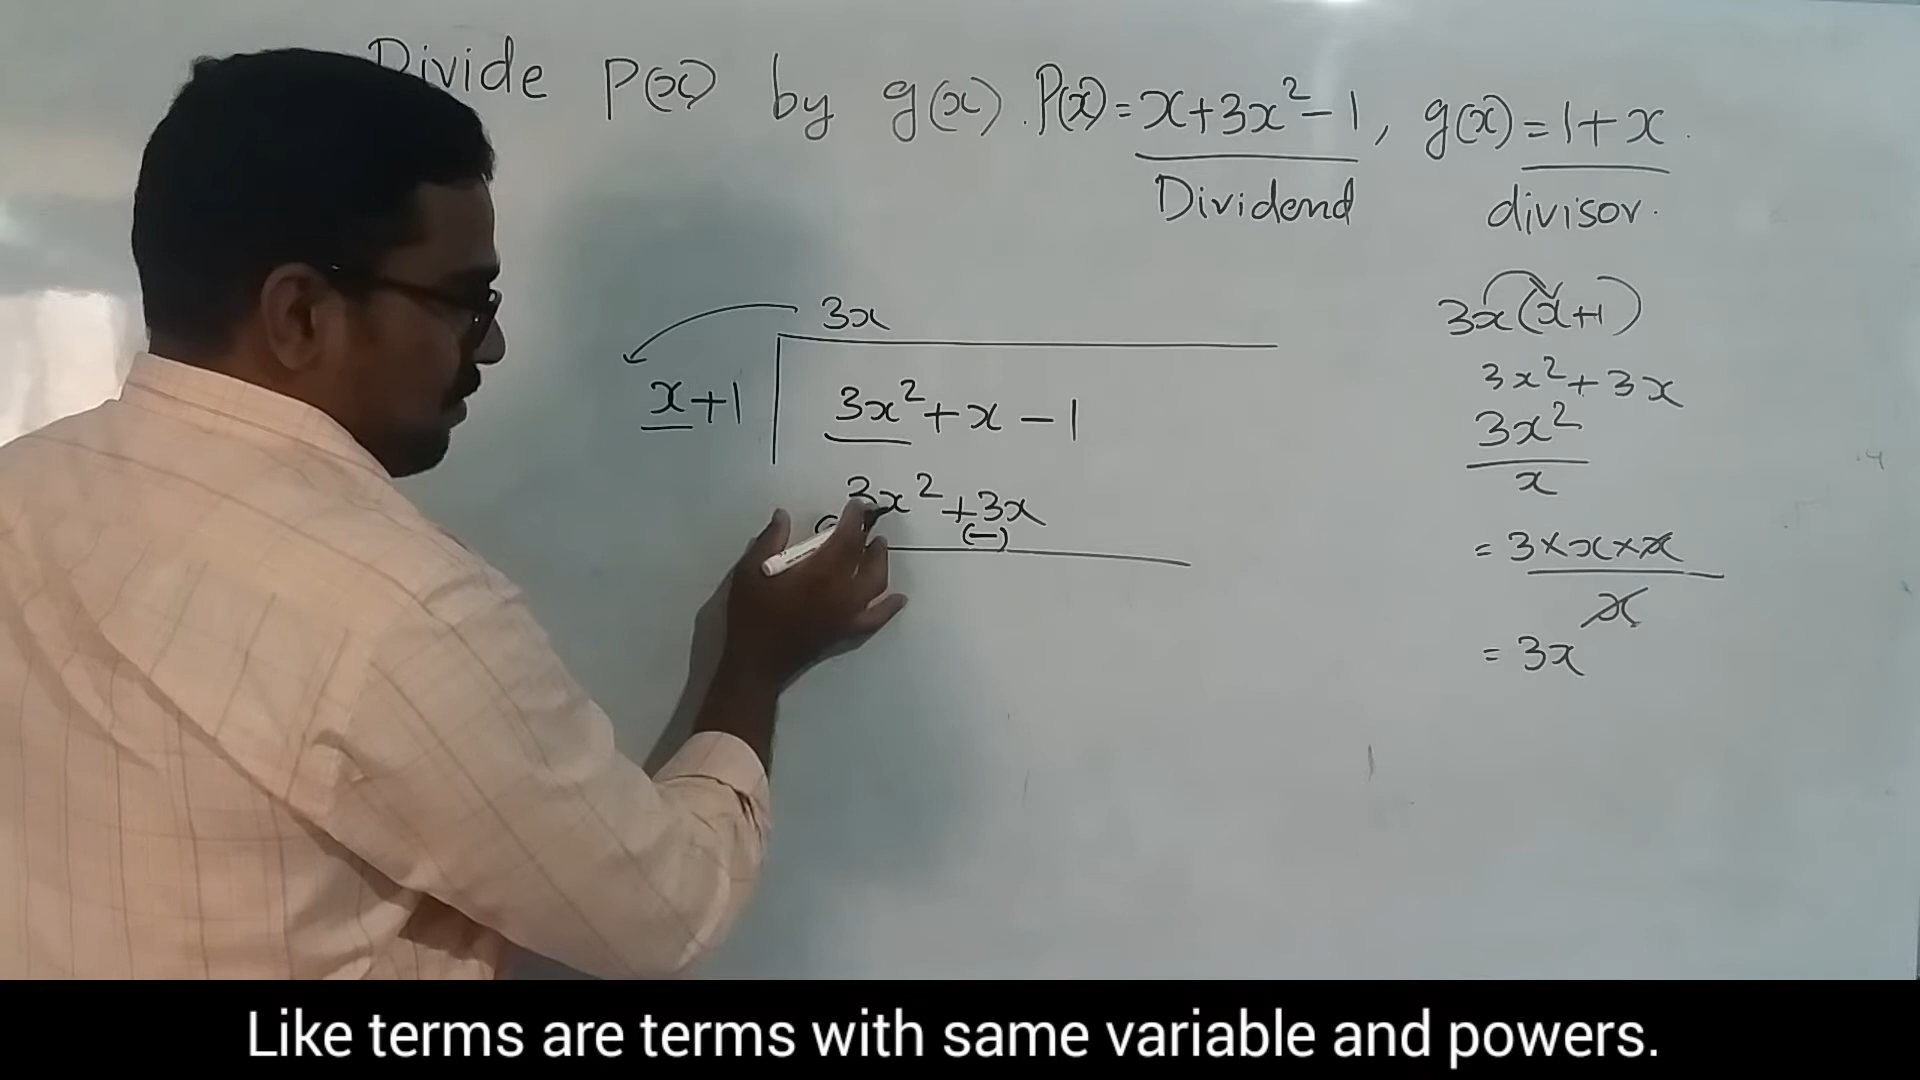 Divide P(x) by g(x). P(x) = x+3x²-1, g(x) = 1+x.
Dividend divisor.
3x
x+1 3x²+x-1
3x²+3x
(-)
3x(x+1)
3x²+3x
3x²
x
= 3×x×x
x
= 3x
Like terms are terms with same variable and powers.